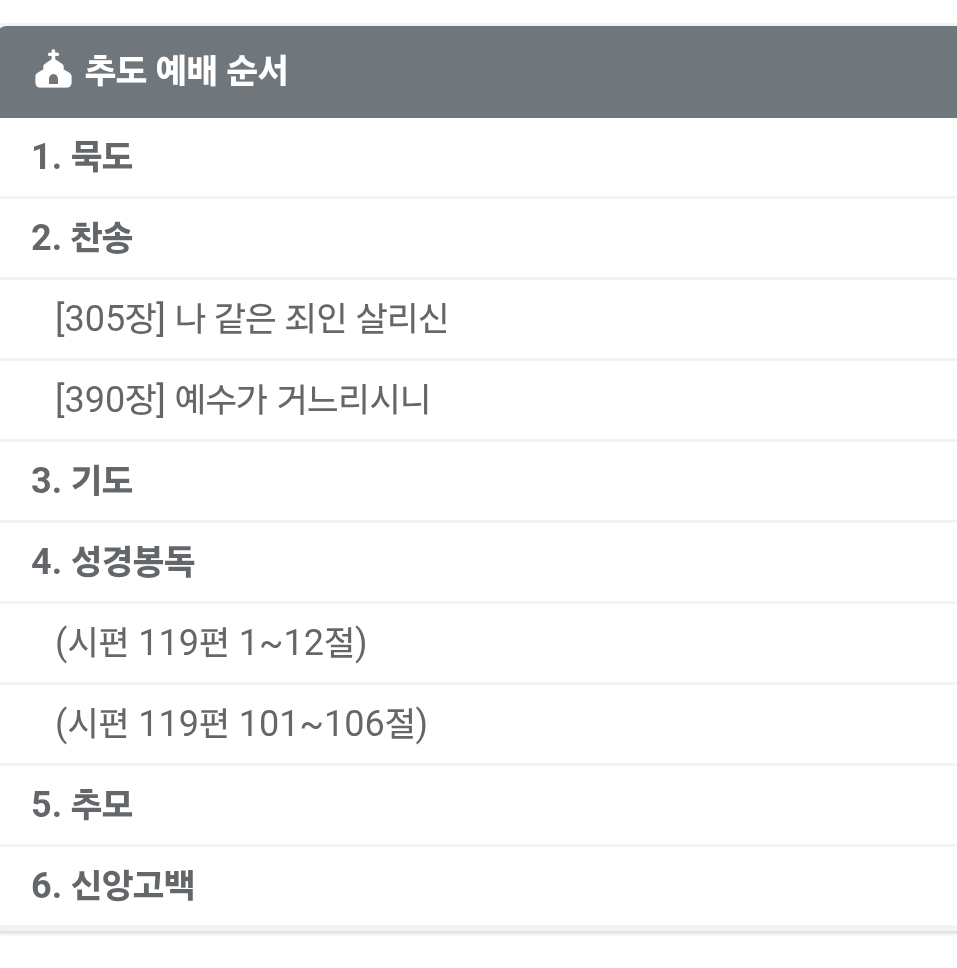 추도 예배 순서
1. 묵도
2. 찬송
[305장] 나 같은 죄인 살리신
[390장] 예수가 거느리시니
3. 기도
4. 성경봉독
(시편 119편 1~12절)
(시편 119편 101~106절)
5. 추모
6. 신앙고백